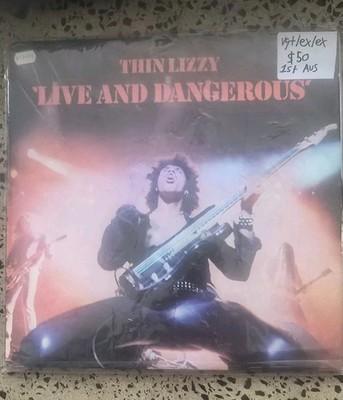 THIN LIZZY
'LIVE AND DANGEROUS'
VG+/EX/EX
$50
1st AUS